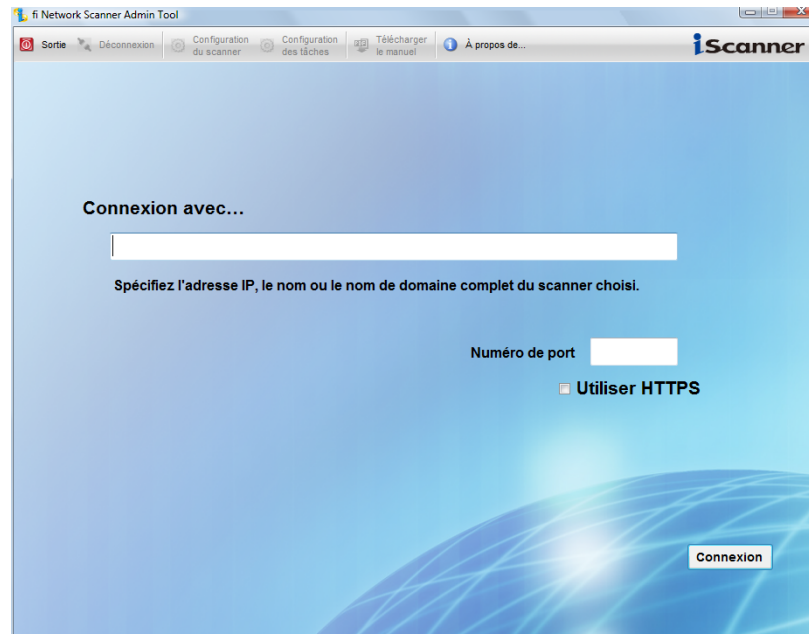 fi Network Scanner Admin Tool
Sortie Déconnexion Configuration du scanner Configuration des tâches Télécharger le manuel À propos de... iScanner
Connexion avec...
Spécifiez l'adresse IP, le nom ou le nom de domaine complet du scanner choisi.
Numéro de port
Utiliser HTTPS
Connexion